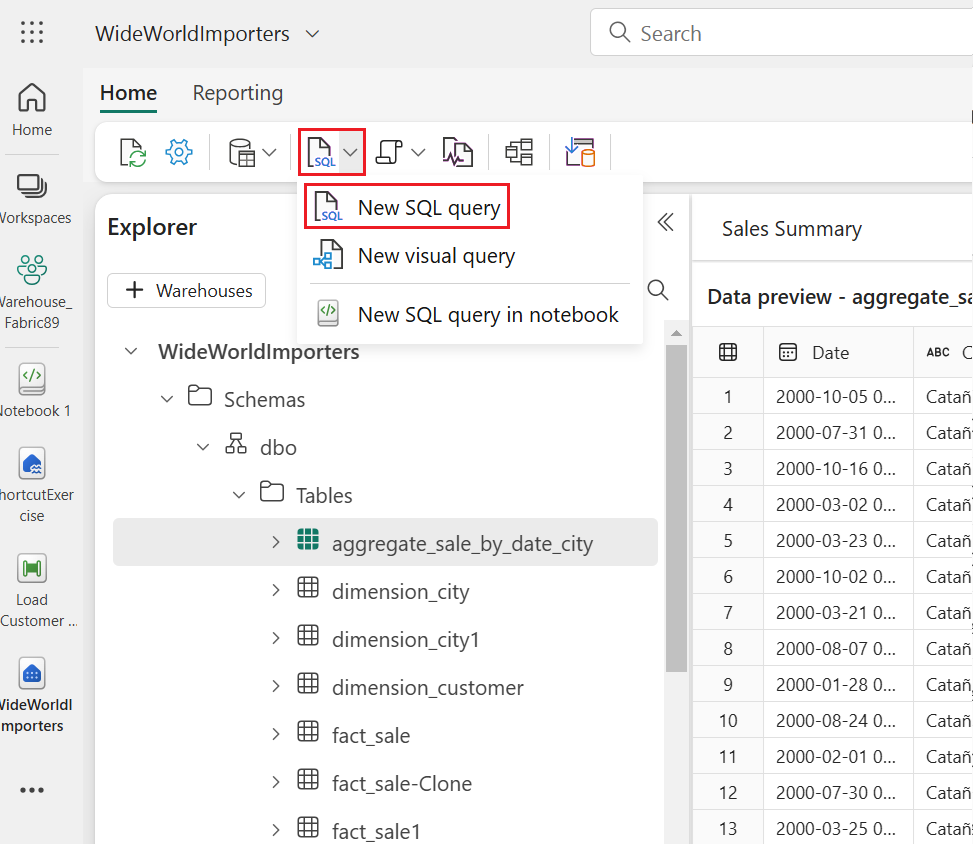 WideWorldImporters
Search
Home
Reporting
Home
Workspaces
Warehouse_
Fabric89
Notebook 1
ShortcutExer
cise
Load
Customer ...
WideWorldI
mporters
SQL
SQL
New SQL query
New visual query
New SQL query in notebook
Explorer
Warehouses
WideWorldImporters
Schemas
dbo
Tables
aggregate_sale_by_date_city
dimension_city
dimension_city1
dimension_customer
fact_sale
fact_sale-Clone
fact_sale1
Sales Summary
Data preview - aggregate_sa
Date
ABC C
1 2000-10-05 0... Catañ
2 2000-07-31 0... Catañ
3 2000-10-16 0... Catañ
4 2000-03-02 0... Catañ
5 2000-03-23 0... Catañ
6 2000-10-02 0... Catañ
7 2000-03-21 0... Catañ
8 2000-08-07 0... Catañ
9 2000-01-28 0... Catañ
10 2000-08-24 0... Catañ
11 2000-02-01 0... Catañ
12 2000-07-30 0... Catañ
13 2000-03-25 0... Catañ